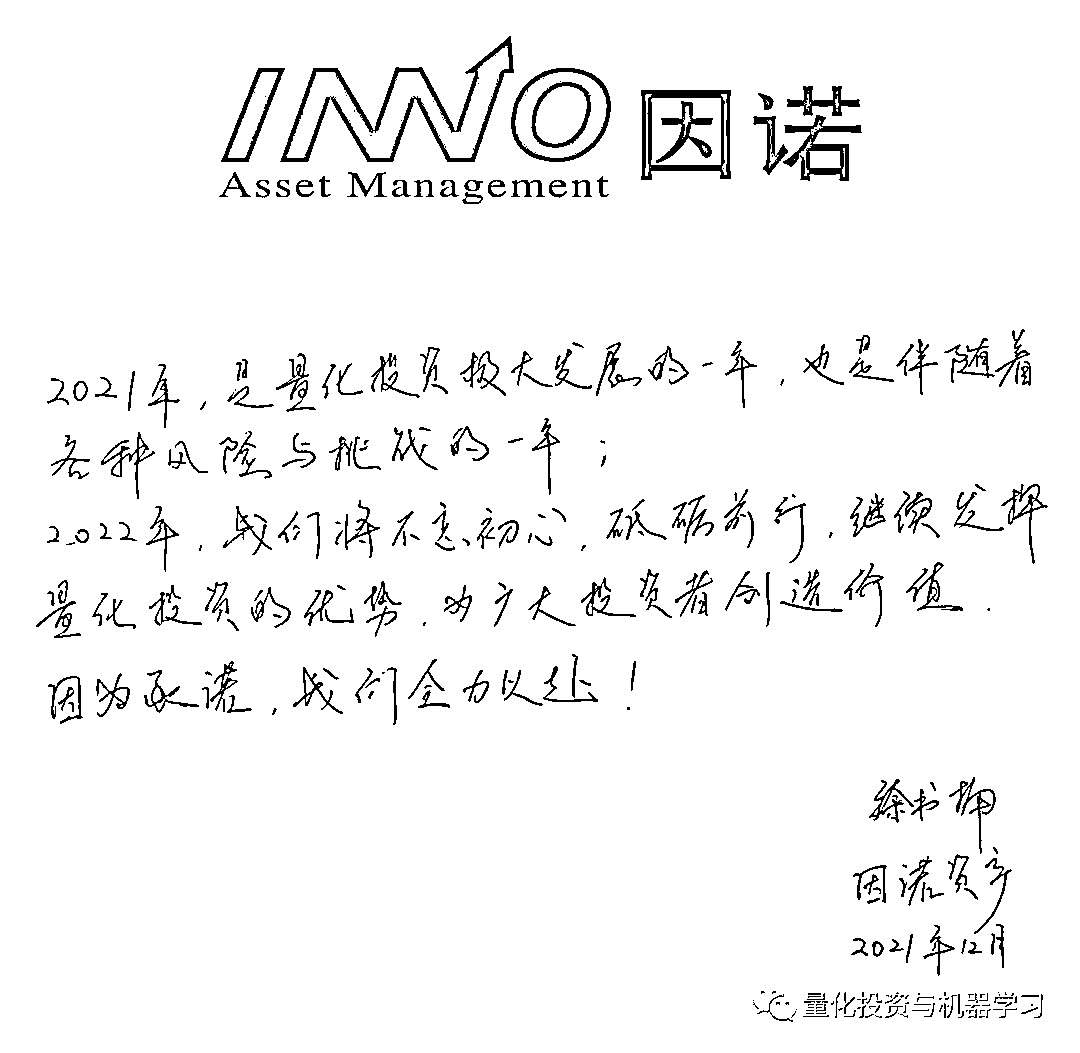 INNO 因诺
Asset Management
2021年，是量化投资极大发展的一年，也是伴随着
各种风险与挑战的一年；
2022年，我们将不忘初心，砥砺前行，继续发挥
量化投资的优势，为广大投资者创造价值.
因为承诺，我们全力以赴！
徐书楠
因诺资产
2021年12月
量化投资与机器学习